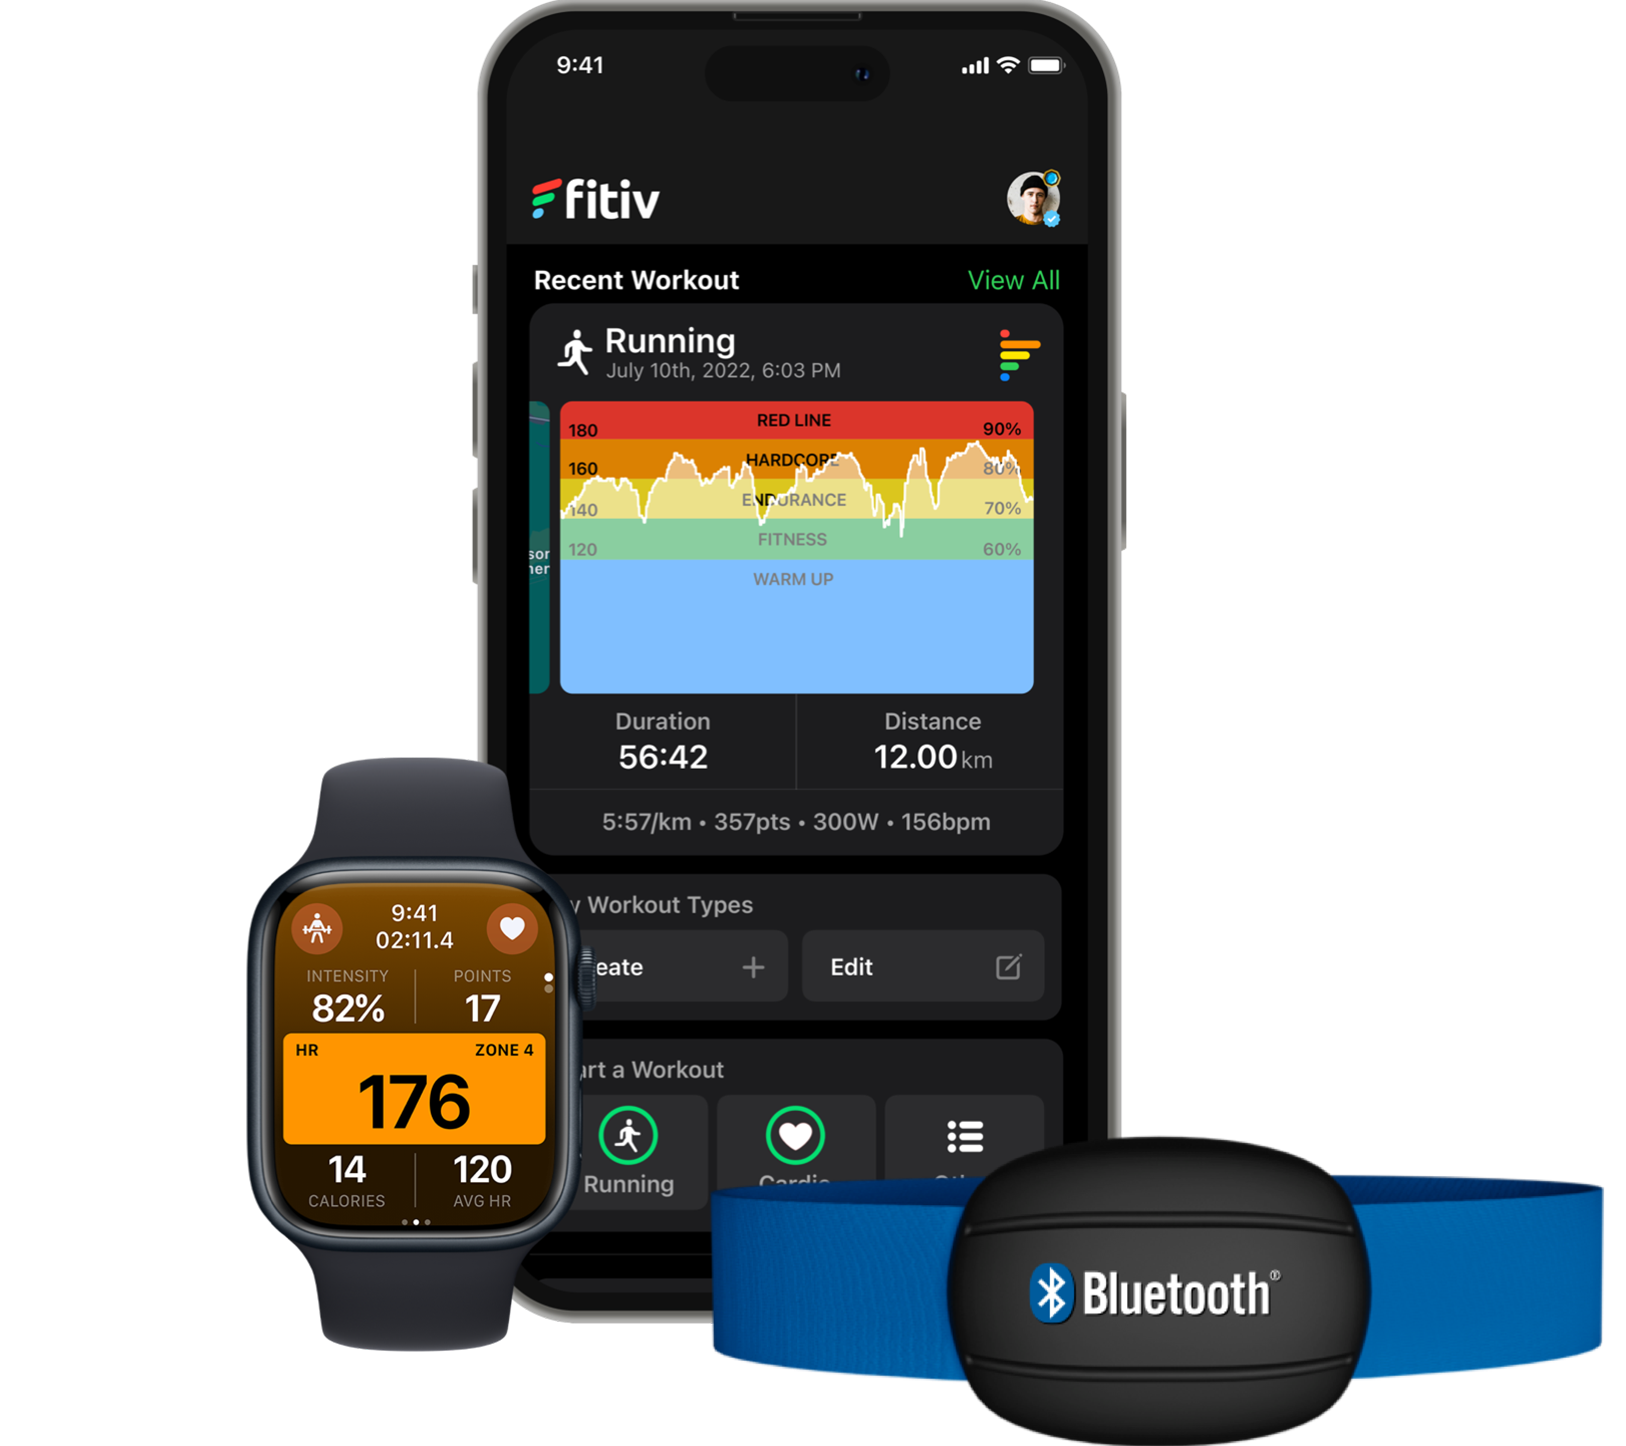 9:41
fitiv
Recent Workout
View All
Running
July 10th, 2022, 6:03 PM
RED LINE
180
90%
HARDCORE
160
80%
ENDURANCE
140
70%
FITNESS
120
60%
WARM UP
Duration
56:42
Distance
12.00 km
5:57/km • 357pts • 300W • 156bpm
Workout Types
Edit
a Workout
Running
Cardio
9:41
02:11.4
INTENSITY
82%
POINTS
17
HR
ZONE 4
176
14
CALORIES
120
AVG HR
Bluetooth®